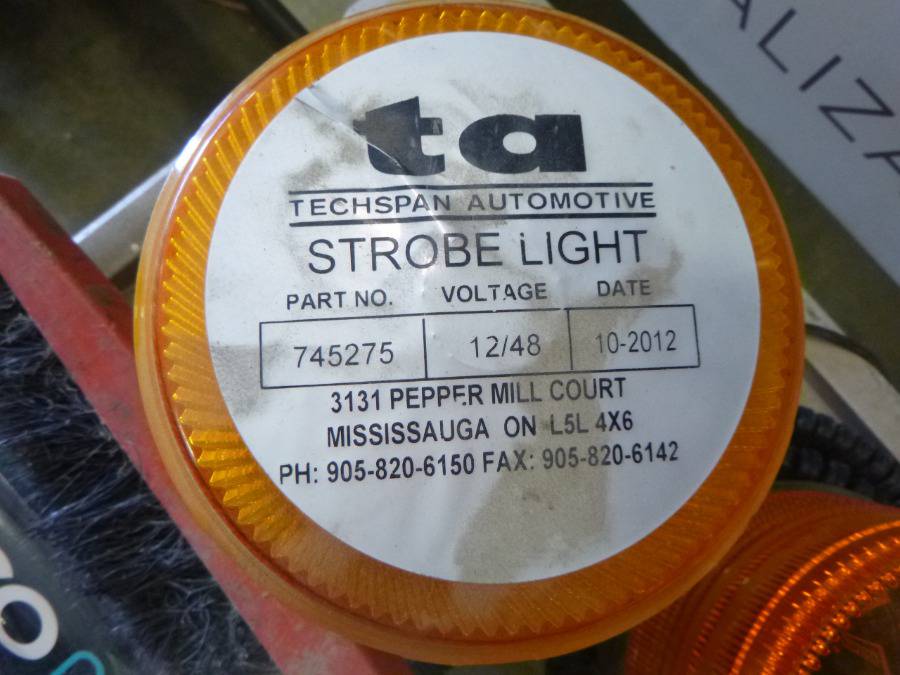 ta
TECHSPAN AUTOMOTIVE
STROBE LIGHT
PART NO. VOLTAGE DATE
745275 12/48 10-2012
3131 PEPPER MILL COURT
MISSISSAUGA ON L5L 4X6
PH: 905-820-6150 FAX: 905-820-6142
ALIZA